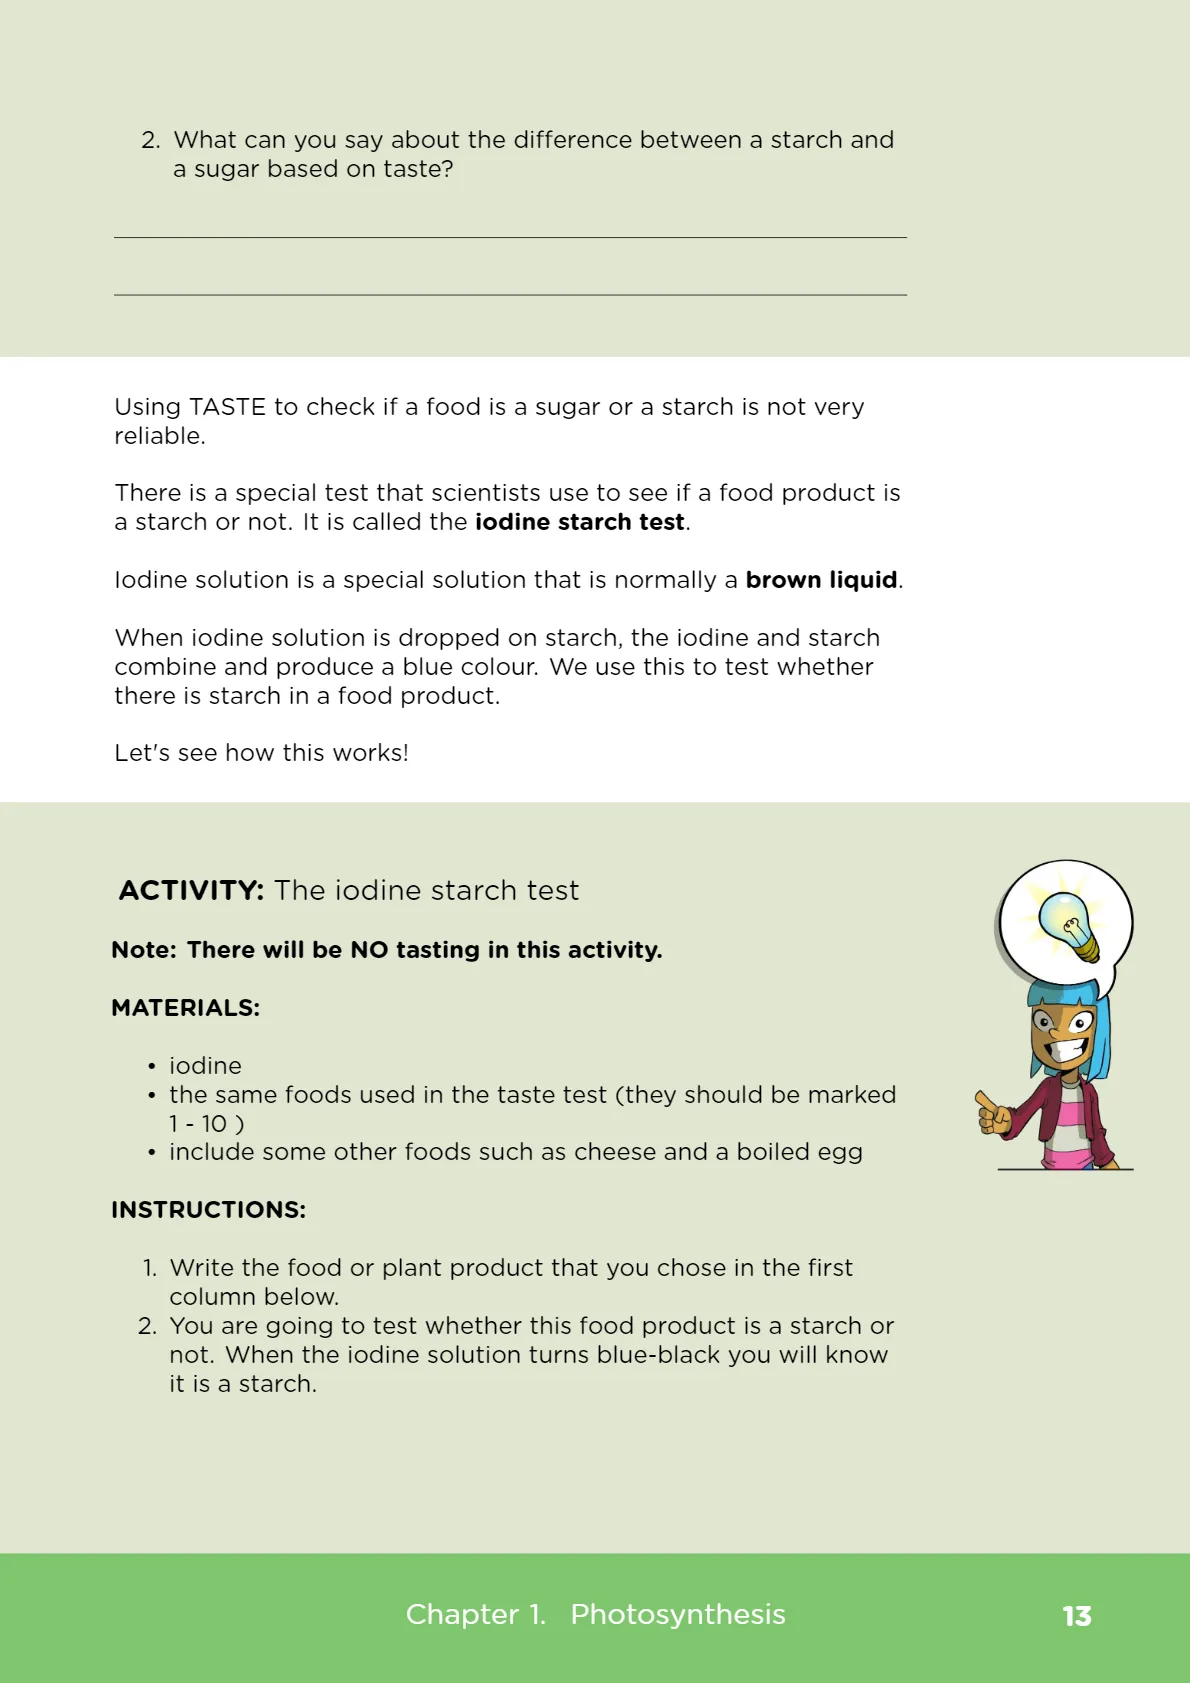 2. What can you say about the difference between a starch and
a sugar based on taste?
Using TASTE to check if a food is a sugar or a starch is not very
reliable.
There is a special test that scientists use to see if a food product is
a starch or not. It is called the iodine starch test.
Iodine solution is a special solution that is normally a brown liquid.
When iodine solution is dropped on starch, the iodine and starch
combine and produce a blue colour. We use this to test whether
there is starch in a food product.
Let's see how this works!
ACTIVITY: The iodine starch test
Note: There will be NO tasting in this activity.
MATERIALS:
• iodine
• the same foods used in the taste test (they should be marked
1 - 10 )
• include some other foods such as cheese and a boiled egg
INSTRUCTIONS:
1. Write the food or plant product that you chose in the first
column below.
2. You are going to test whether this food product is a starch or
not. When the iodine solution turns blue-black you will know
it is a starch.
Chapter 1. Photosynthesis 13